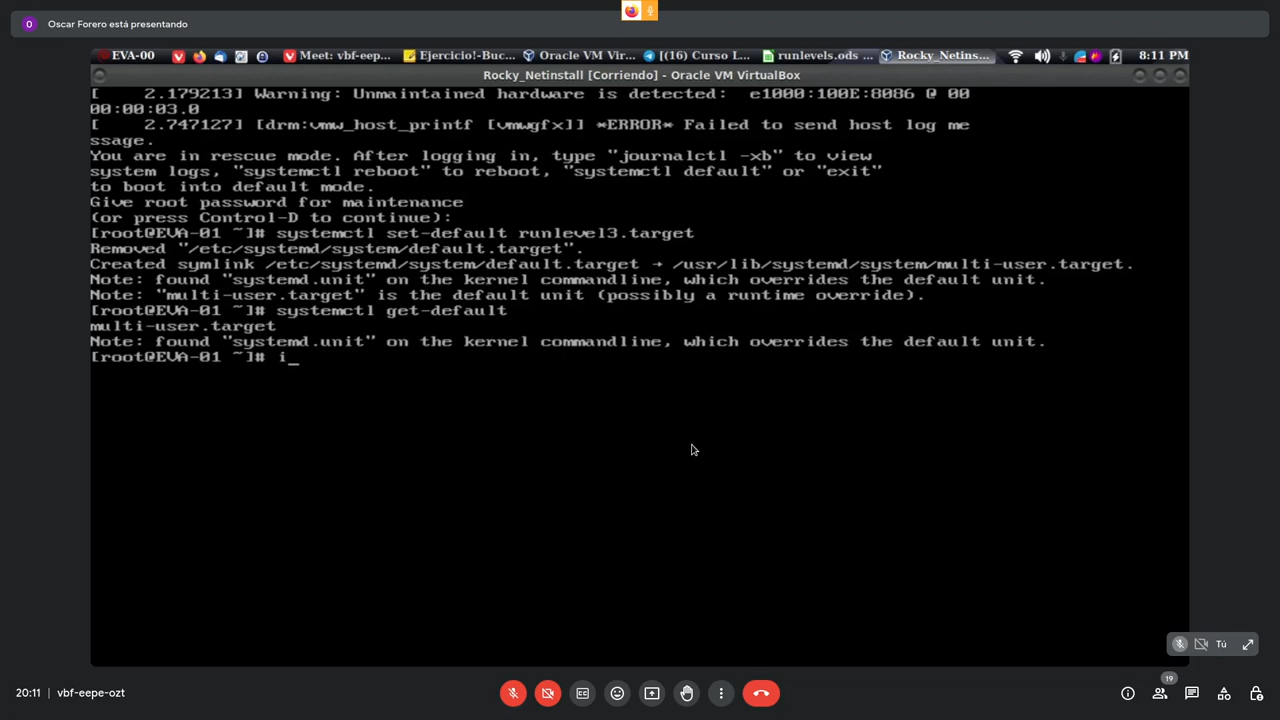 O Oscar Forero está presentando
EVA-00 Meet: vbf-eepe... Ejercicio!-Buc... Oracle VM Vir... [(16) Curso L... runlevels.ods ... Rocky_Netins... 8:11 PM
Rocky_Netinstall [Corriendo] - Oracle VM VirtualBox
[    2.179213] Warning: Unmaintained hardware is detected:  e1000:100E:8086 @ 00
00:00:03.0
[    2.747127] [drm:vmw_host_printf [vmwgfx]] *ERROR* Failed to send host log me
ssage.
You are in rescue mode. After logging in, type "journalctl -xb" to view
system logs, "systemctl reboot" to reboot, "systemctl default" or "exit"
to boot into default mode.
Give root password for maintenance
(or press Control-D to continue):
[root@EVA-01 ~]# systemctl set-default runlevel3.target
Removed "/etc/systemd/system/default.target".
Created symlink /etc/systemd/system/default.target → /usr/lib/systemd/system/multi-user.target.
Note: found "systemd.unit" on the kernel commandline, which overrides the default unit.
Note: "multi-user.target" is the default unit (possibly a runtime override).
[root@EVA-01 ~]# systemctl get-default
multi-user.target
Note: found "systemd.unit" on the kernel commandline, which overrides the default unit.
[root@EVA-01 ~]# i_
Tú
20:11 | vbf-eepe-ozt
19